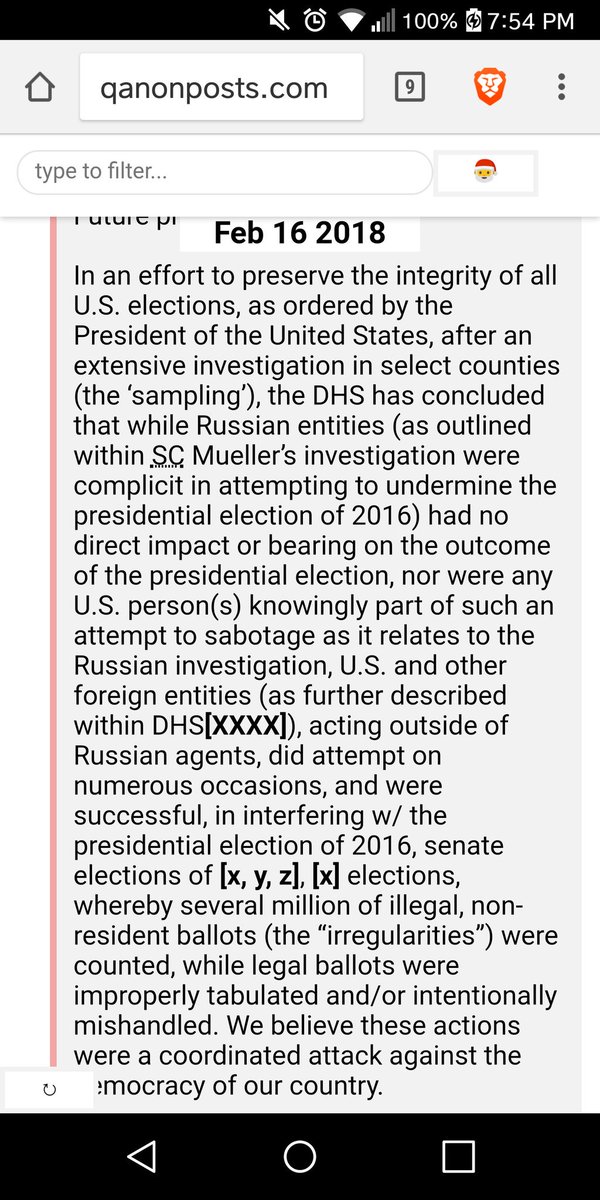 100% 7:54 PM
qanonposts.com
9
type to filter...
Feb 16 2018
In an effort to preserve the integrity of all
U.S. elections, as ordered by the
President of the United States, after an
extensive investigation in select counties
(the ‘sampling’), the DHS has concluded
that while Russian entities (as outlined
within SC Mueller’s investigation were
complicit in attempting to undermine the
presidential election of 2016) had no
direct impact or bearing on the outcome
of the presidential election, nor were any
U.S. person(s) knowingly part of such an
attempt to sabotage as it relates to the
Russian investigation, U.S. and other
foreign entities (as further described
within DHS[XXXX]), acting outside of
Russian agents, did attempt on
numerous occasions, and were
successful, in interfering w/ the
presidential election of 2016, senate
elections of [x, y, z], [x] elections,
whereby several million of illegal, non-
resident ballots (the “irregularities”) were
counted, while legal ballots were
improperly tabulated and/or intentionally
mishandled. We believe these actions
were a coordinated attack against the
emocracy of our country.